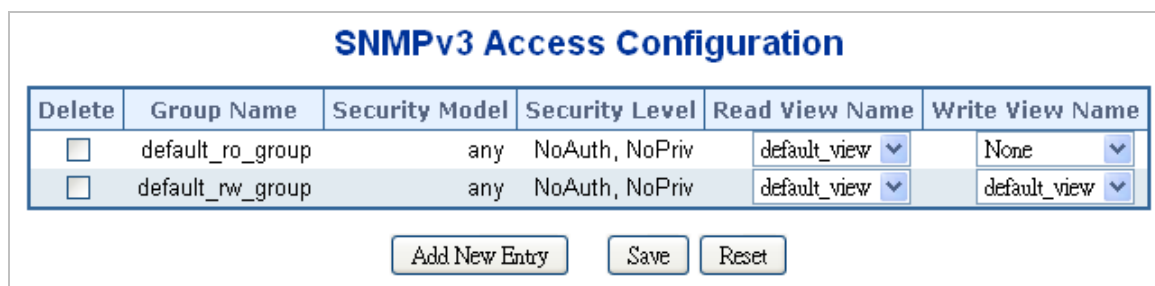 SNMPv3 Access Configuration
Delete Group Name Security Model Security Level Read View Name Write View Name
default_ro_group any NoAuth, NoPriv default_view None
default_rw_group any NoAuth, NoPriv default_view default_view
Add New Entry Save Reset